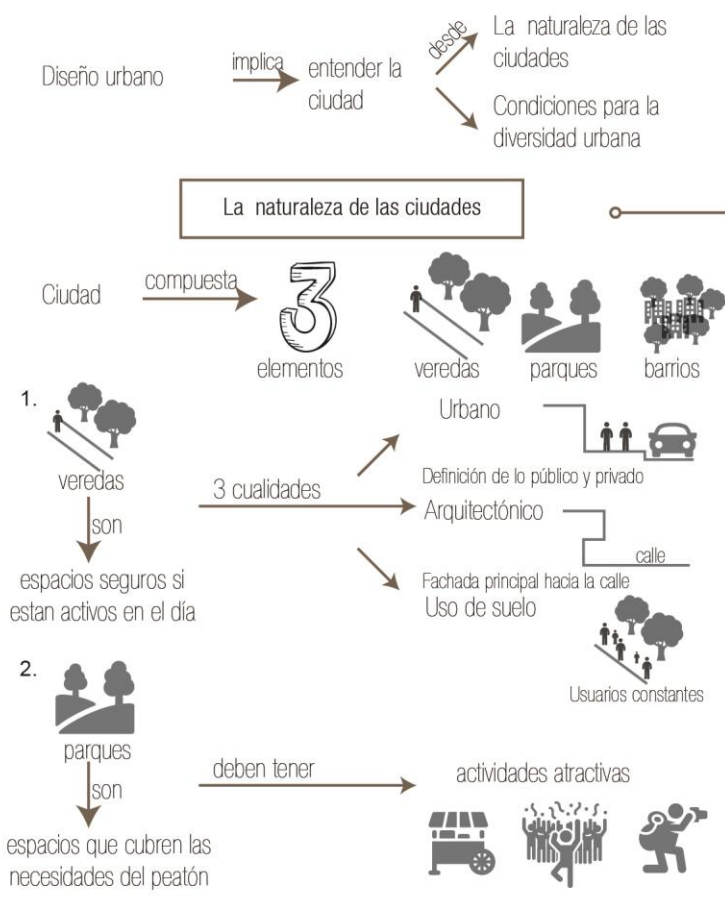 Diseño urbano
implica
entender la
ciudad
desde
La naturaleza de las
ciudades
Condiciones para la
diversidad urbana
La naturaleza de las ciudades
Ciudad
compuesta
3
elementos
veredas
parques
barrios
1.
veredas
son
espacios seguros si
estan activos en el día
3 cualidades
Urbano
Definición de lo público y privado
Arquitectónico
calle
Fachada principal hacia la calle
Uso de suelo
Usuarios constantes
2.
parques
son
espacios que cubren las
necesidades del peatón
deben tener
actividades atractivas